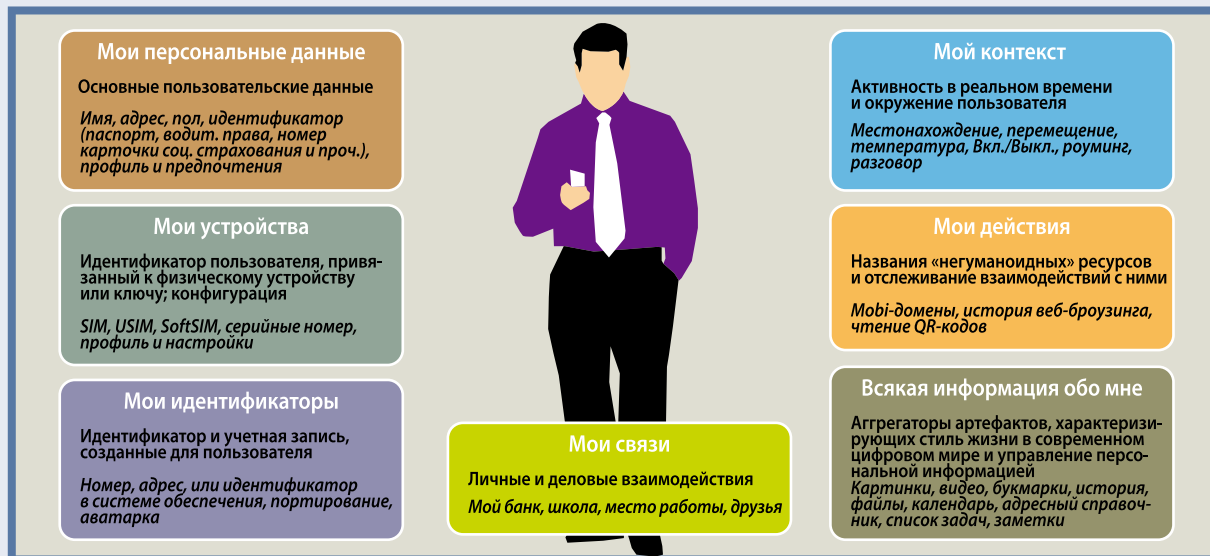 Мои персональные данные
Основные пользовательские данные
Имя, адрес, пол, идентификатор
(паспорт, водит. права, номер
карточки соц. страхования и проч.),
профиль и предпочтения
Мои устройства
Идентификатор пользователя, привя-
занный к физическому устройству
или ключу; конфигурация
SIM, USIM, SoftSIM, серийные номер,
профиль и настройки
Мои идентификаторы
Идентификатор и учетная запись,
созданные для пользователя
Номер, адрес, или идентификатор
в системе обеспечения, портирование,
аватарка
Мои связи
Личные и деловые взаимодействия
Мой банк, школа, место работы, друзья
Мой контекст
Активность в реальном времени
и окружение пользователя
Местонахождение, перемещение,
температура, Вкл./Выкл., роуминг,
разговор
Мои действия
Названия «негуманоидных» ресурсов
и отслеживание взаимодействий с ними
Mobi-домены, история веб-броузинга,
чтение QR-кодов
Всякая информация обо мне
Аггрегаторы артефактов, характеризи-
рующих стиль жизни в современном
цифровом мире и управление персо-
нальной информацией
Картинки, видео, букмарки, история,
файлы, календарь, адресный справоч-
ник, список задач, заметки